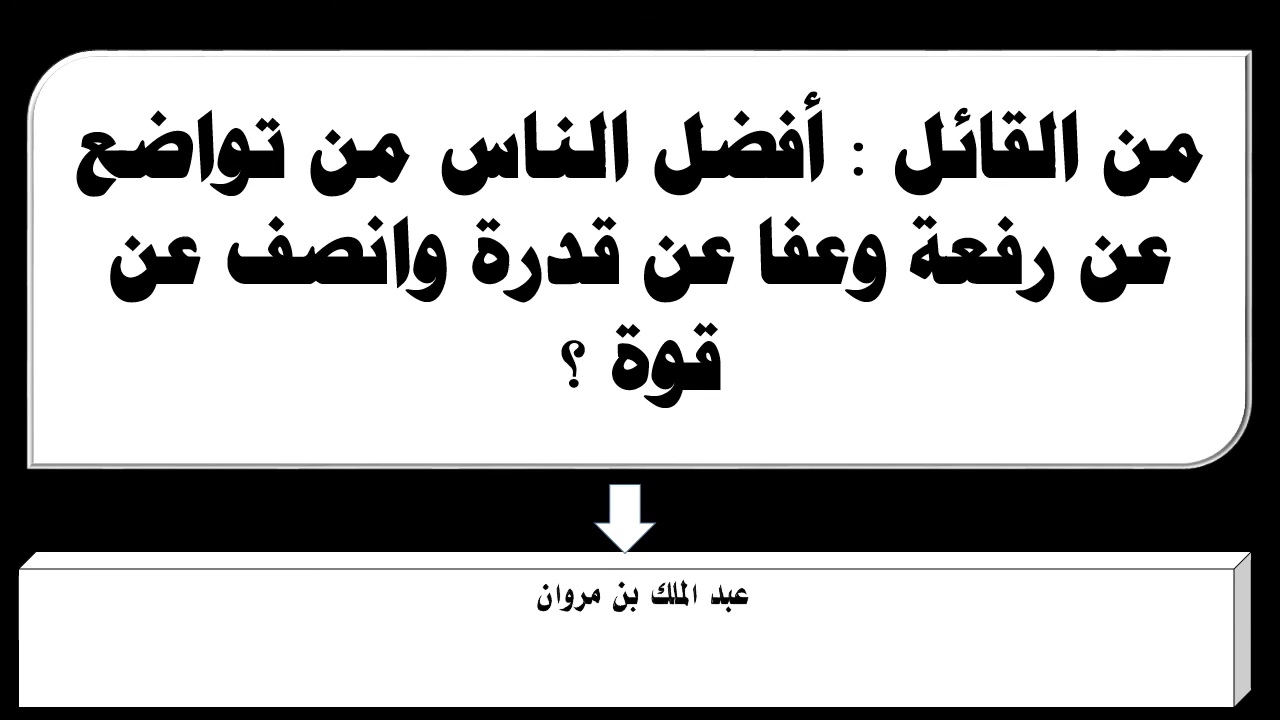 من القائل : أفضل الناس من تواضع
عن رفعة وعفا عن قدرة وانصف عن
قوة ؟
عبد الملك بن مروان